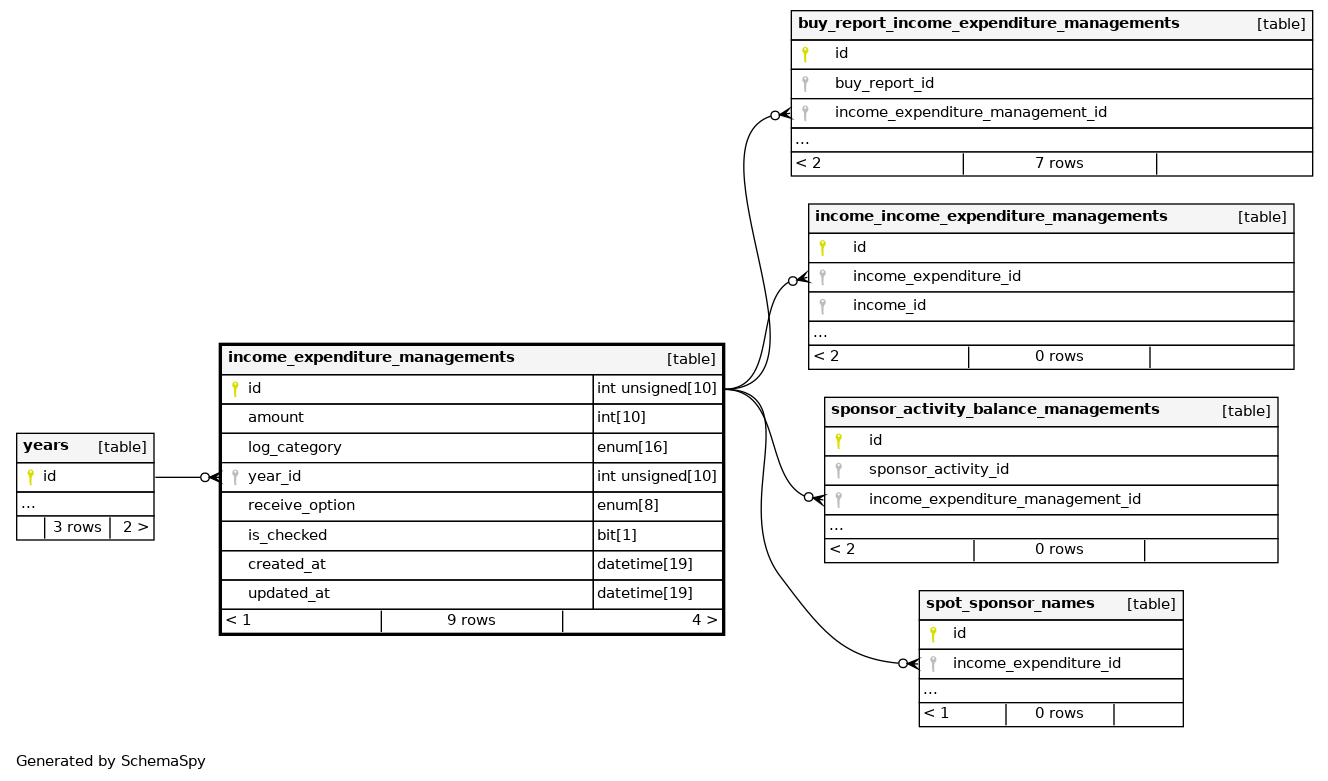 buy_report_income_expenditure_managements [table]
id
buy_report_id
income_expenditure_management_id
...
< 2 7 rows
income_income_expenditure_managements [table]
id
income_expenditure_id
income_id
...
< 2 0 rows
income_expenditure_managements [table]
id int unsigned[10]
amount int[10]
log_category enum[16]
year_id int unsigned[10]
receive_option enum[8]
is_checked bit[1]
created_at datetime[19]
updated_at datetime[19]
< 1 9 rows 4 >
years [table]
id
...
3 rows 2 >
sponsor_activity_balance_managements [table]
id
sponsor_activity_id
income_expenditure_management_id
...
< 2 0 rows
spot_sponsor_names [table]
id
income_expenditure_id
...
< 1 0 rows
Generated by SchemaSpy